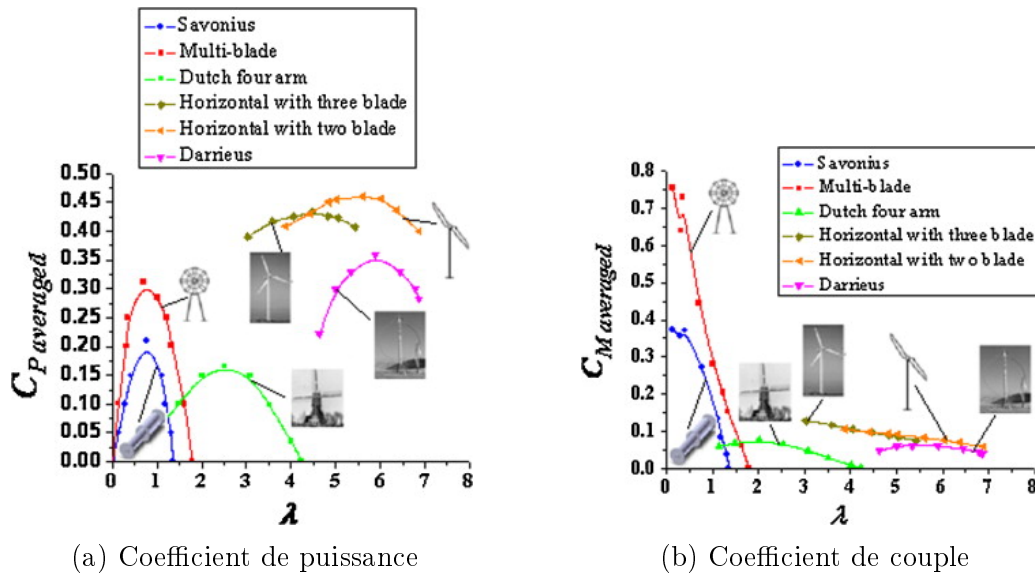 Savonius
Multi-blade
Dutch four arm
Horizontal with three blade
Horizontal with two blade
Darrieus
0.50
0.45
0.40
0.35
0.30
0.25
0.20
0.15
0.10
0.05
0.00
C_P averaged
0 1 2 3 4 5 6 7 8
λ
(a) Coefficient de puissance
Savonius
Multi-blade
Dutch four arm
Horizontal with three blade
Horizontal with two blade
Darrieus
0.8
0.7
0.6
0.5
0.4
0.3
0.2
0.1
0.0
C_M averaged
0 1 2 3 4 5 6 7 8
λ
(b) Coefficient de couple